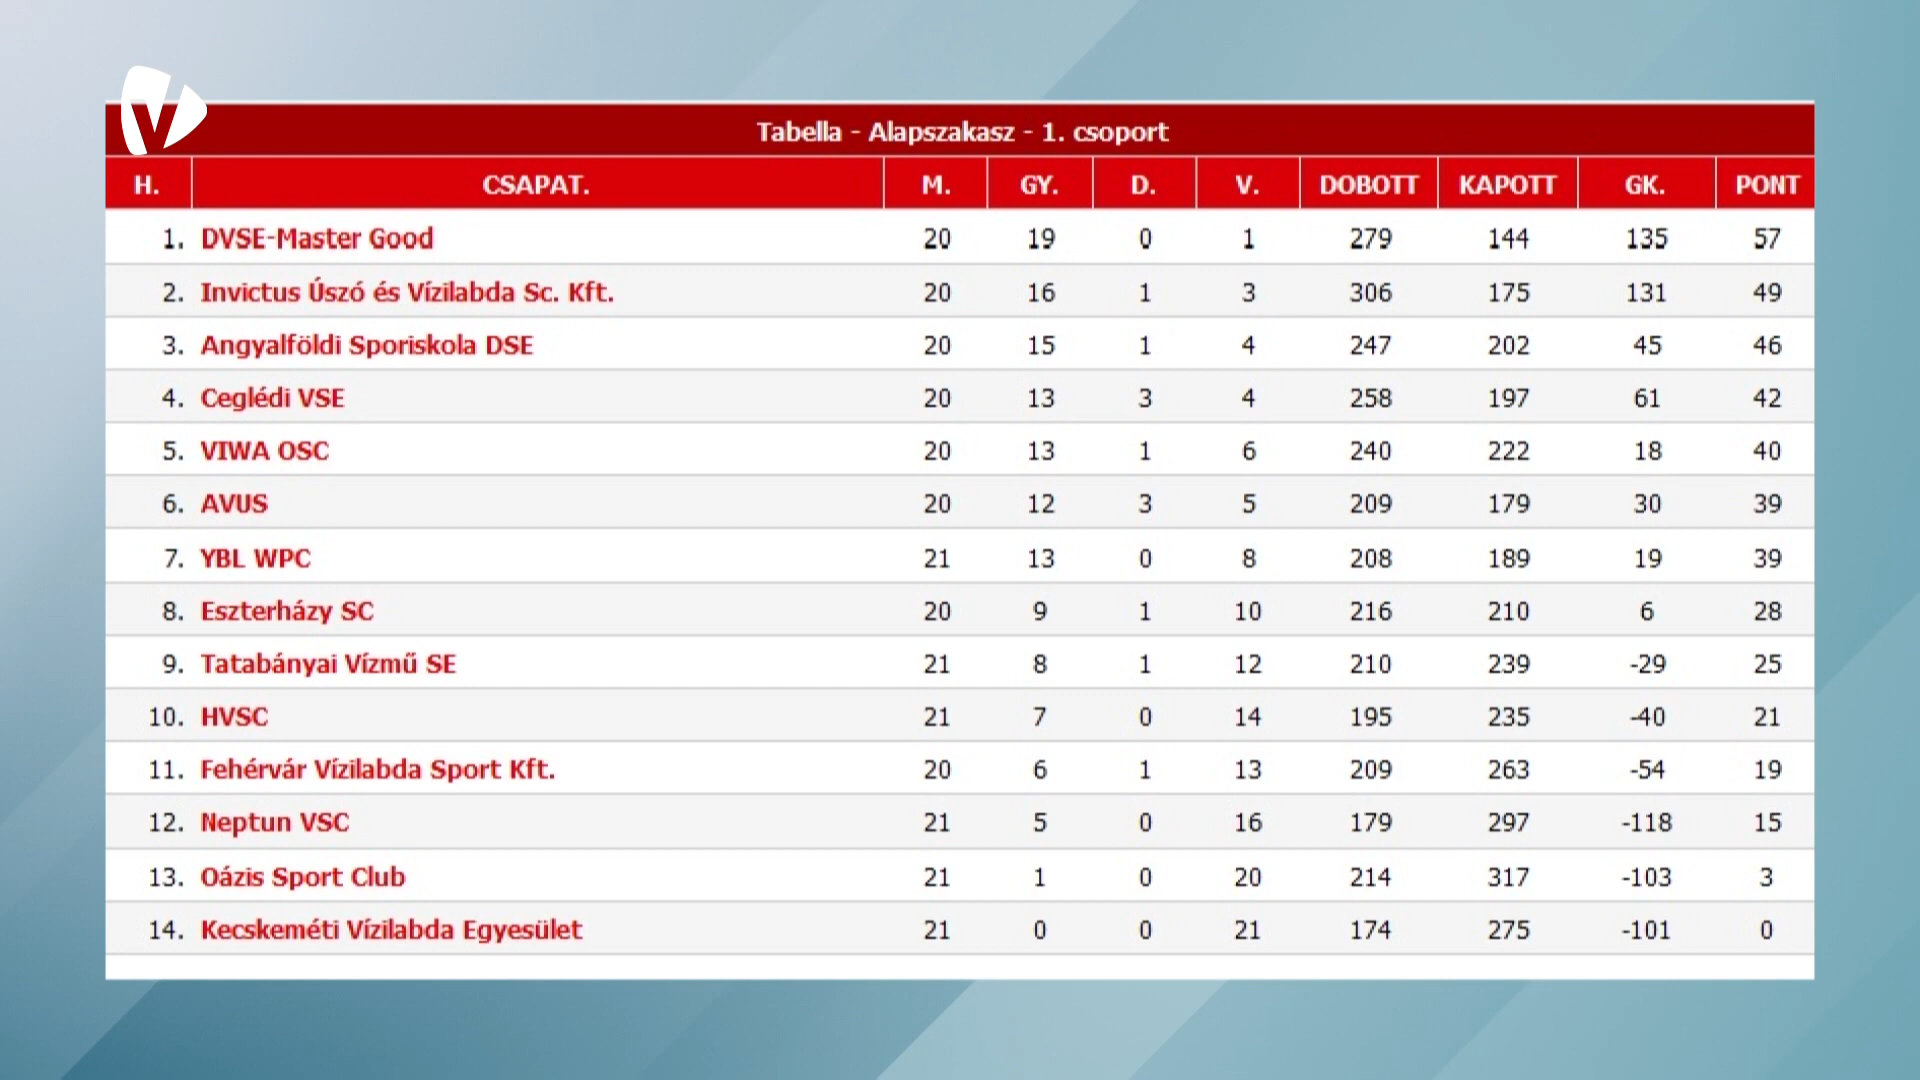 Tabella - Alapszakasz - 1. csoport
H. CSAPAT. M. GY. D. V. DOBOTT KAPOTT GK. PONT
1. DVSE-Master Good 20 19 0 1 279 144 135 57
2. Invictus Úszó és Vízilabda Sc. Kft. 20 16 1 3 306 175 131 49
3. Angyalföldi Sporiskola DSE 20 15 1 4 247 202 45 46
4. Ceglédi VSE 20 13 3 4 258 197 61 42
5. VIWA OSC 20 13 1 6 240 222 18 40
6. AVUS 20 12 3 5 209 179 30 39
7. YBL WPC 21 13 0 8 208 189 19 39
8. Eszterházy SC 20 9 1 10 216 210 6 28
9. Tatabányai Vízmű SE 21 8 1 12 210 239 -29 25
10. HVSC 21 7 0 14 195 235 -40 21
11. Fehérvár Vízilabda Sport Kft. 20 6 1 13 209 263 -54 19
12. Neptun VSC 21 5 0 16 179 297 -118 15
13. Oázis Sport Club 21 1 0 20 214 317 -103 3
14. Kecskeméti Vízilabda Egyesület 21 0 0 21 174 275 -101 0